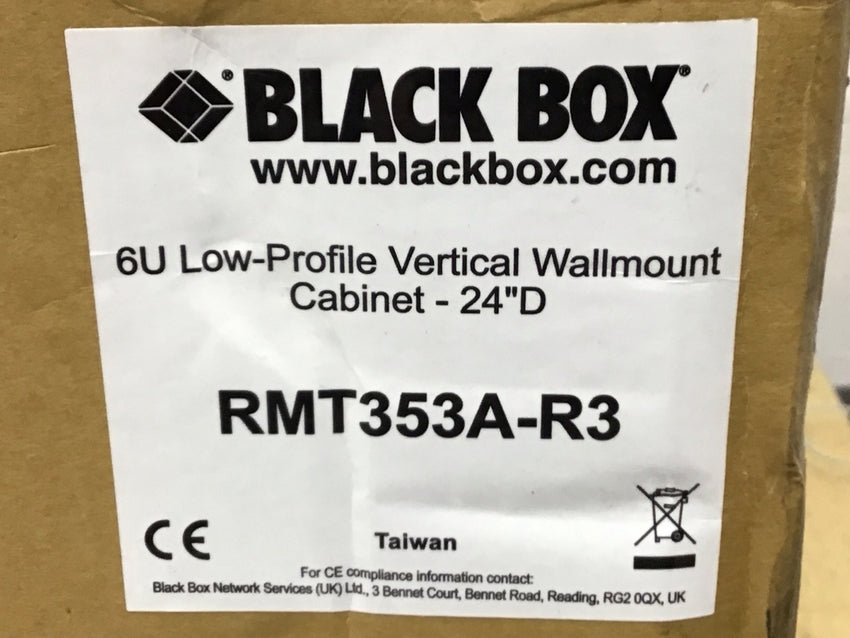 BLACK BOX®
www.blackbox.com
6U Low-Profile Vertical Wallmount
Cabinet - 24"D
RMT353A-R3
CE
Taiwan
For CE compliance information contact:
Black Box Network Services (UK) Ltd., 3 Bennet Court, Bennet Road, Reading, RG2 0QX, UK